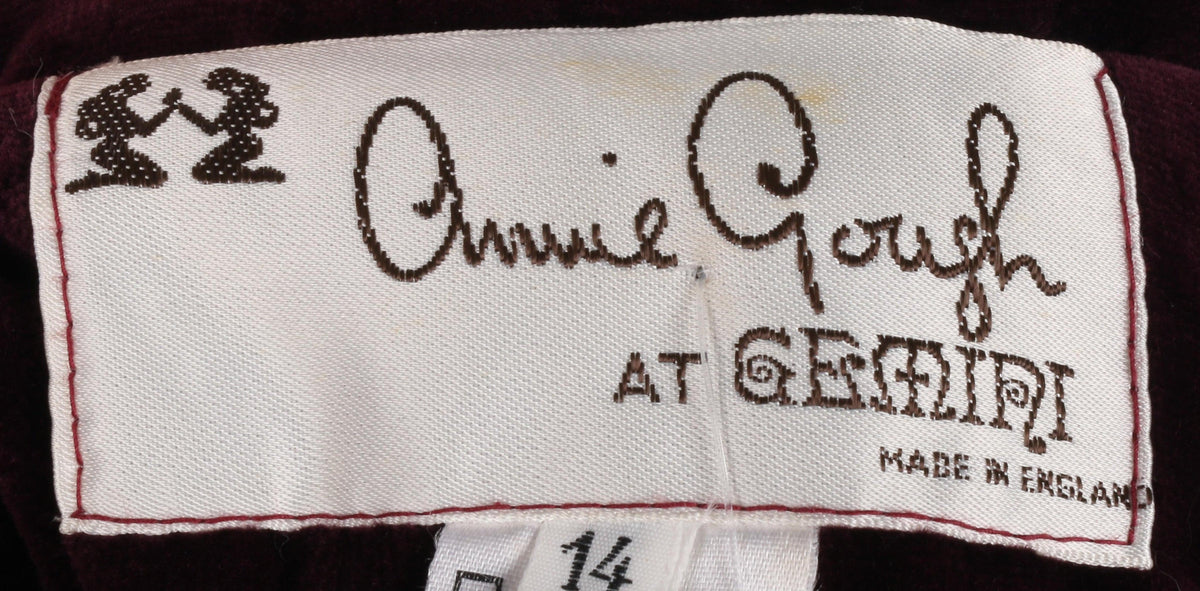 Annie Gough
AT GEMINI
MADE IN ENGLAND
14